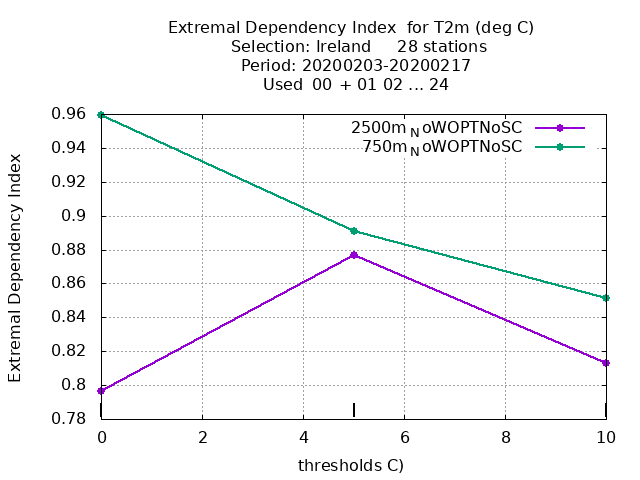 Extremal Dependency Index  for T2m (deg C)
Selection: Ireland     28 stations
Period: 20200203-20200217
Used  00 + 01 02 ... 24
2500m_NoWOPTNoSC
750m_NoWOPTNoSC
0.96
0.94
0.92
0.9
0.88
0.86
0.84
0.82
0.8
0.78
Extremal Dependency Index
0 2 4 6 8 10
thresholds C)